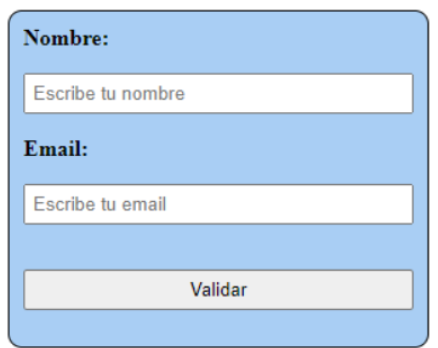 Nombre:
Escribe tu nombre
Email:
Escribe tu email
Validar